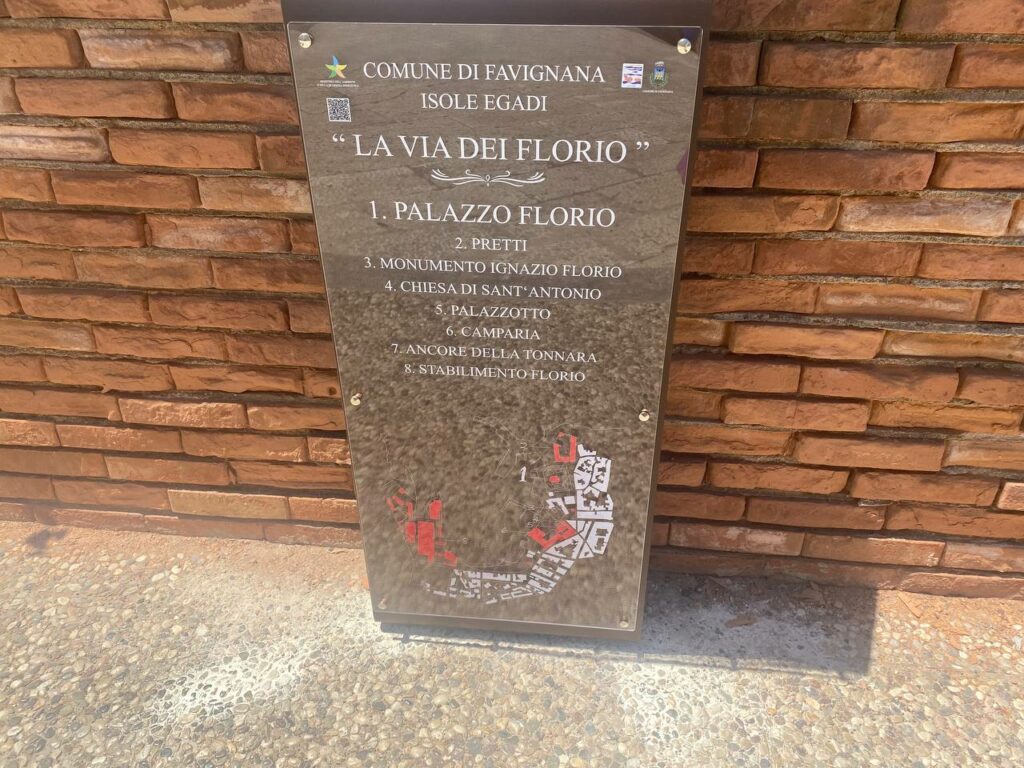 COMUNE DI FAVIGNANA
ISOLE EGADI
“ LA VIA DEI FLORIO ”
1. PALAZZO FLORIO
2. PRETTI
3. MONUMENTO IGNAZIO FLORIO
4. CHIESA DI SANT‘ANTONIO
5. PALAZZOTTO
6. CAMPARIA
7. ANCORE DELLA TONNARA
8. STABILIMENTO FLORIO
1